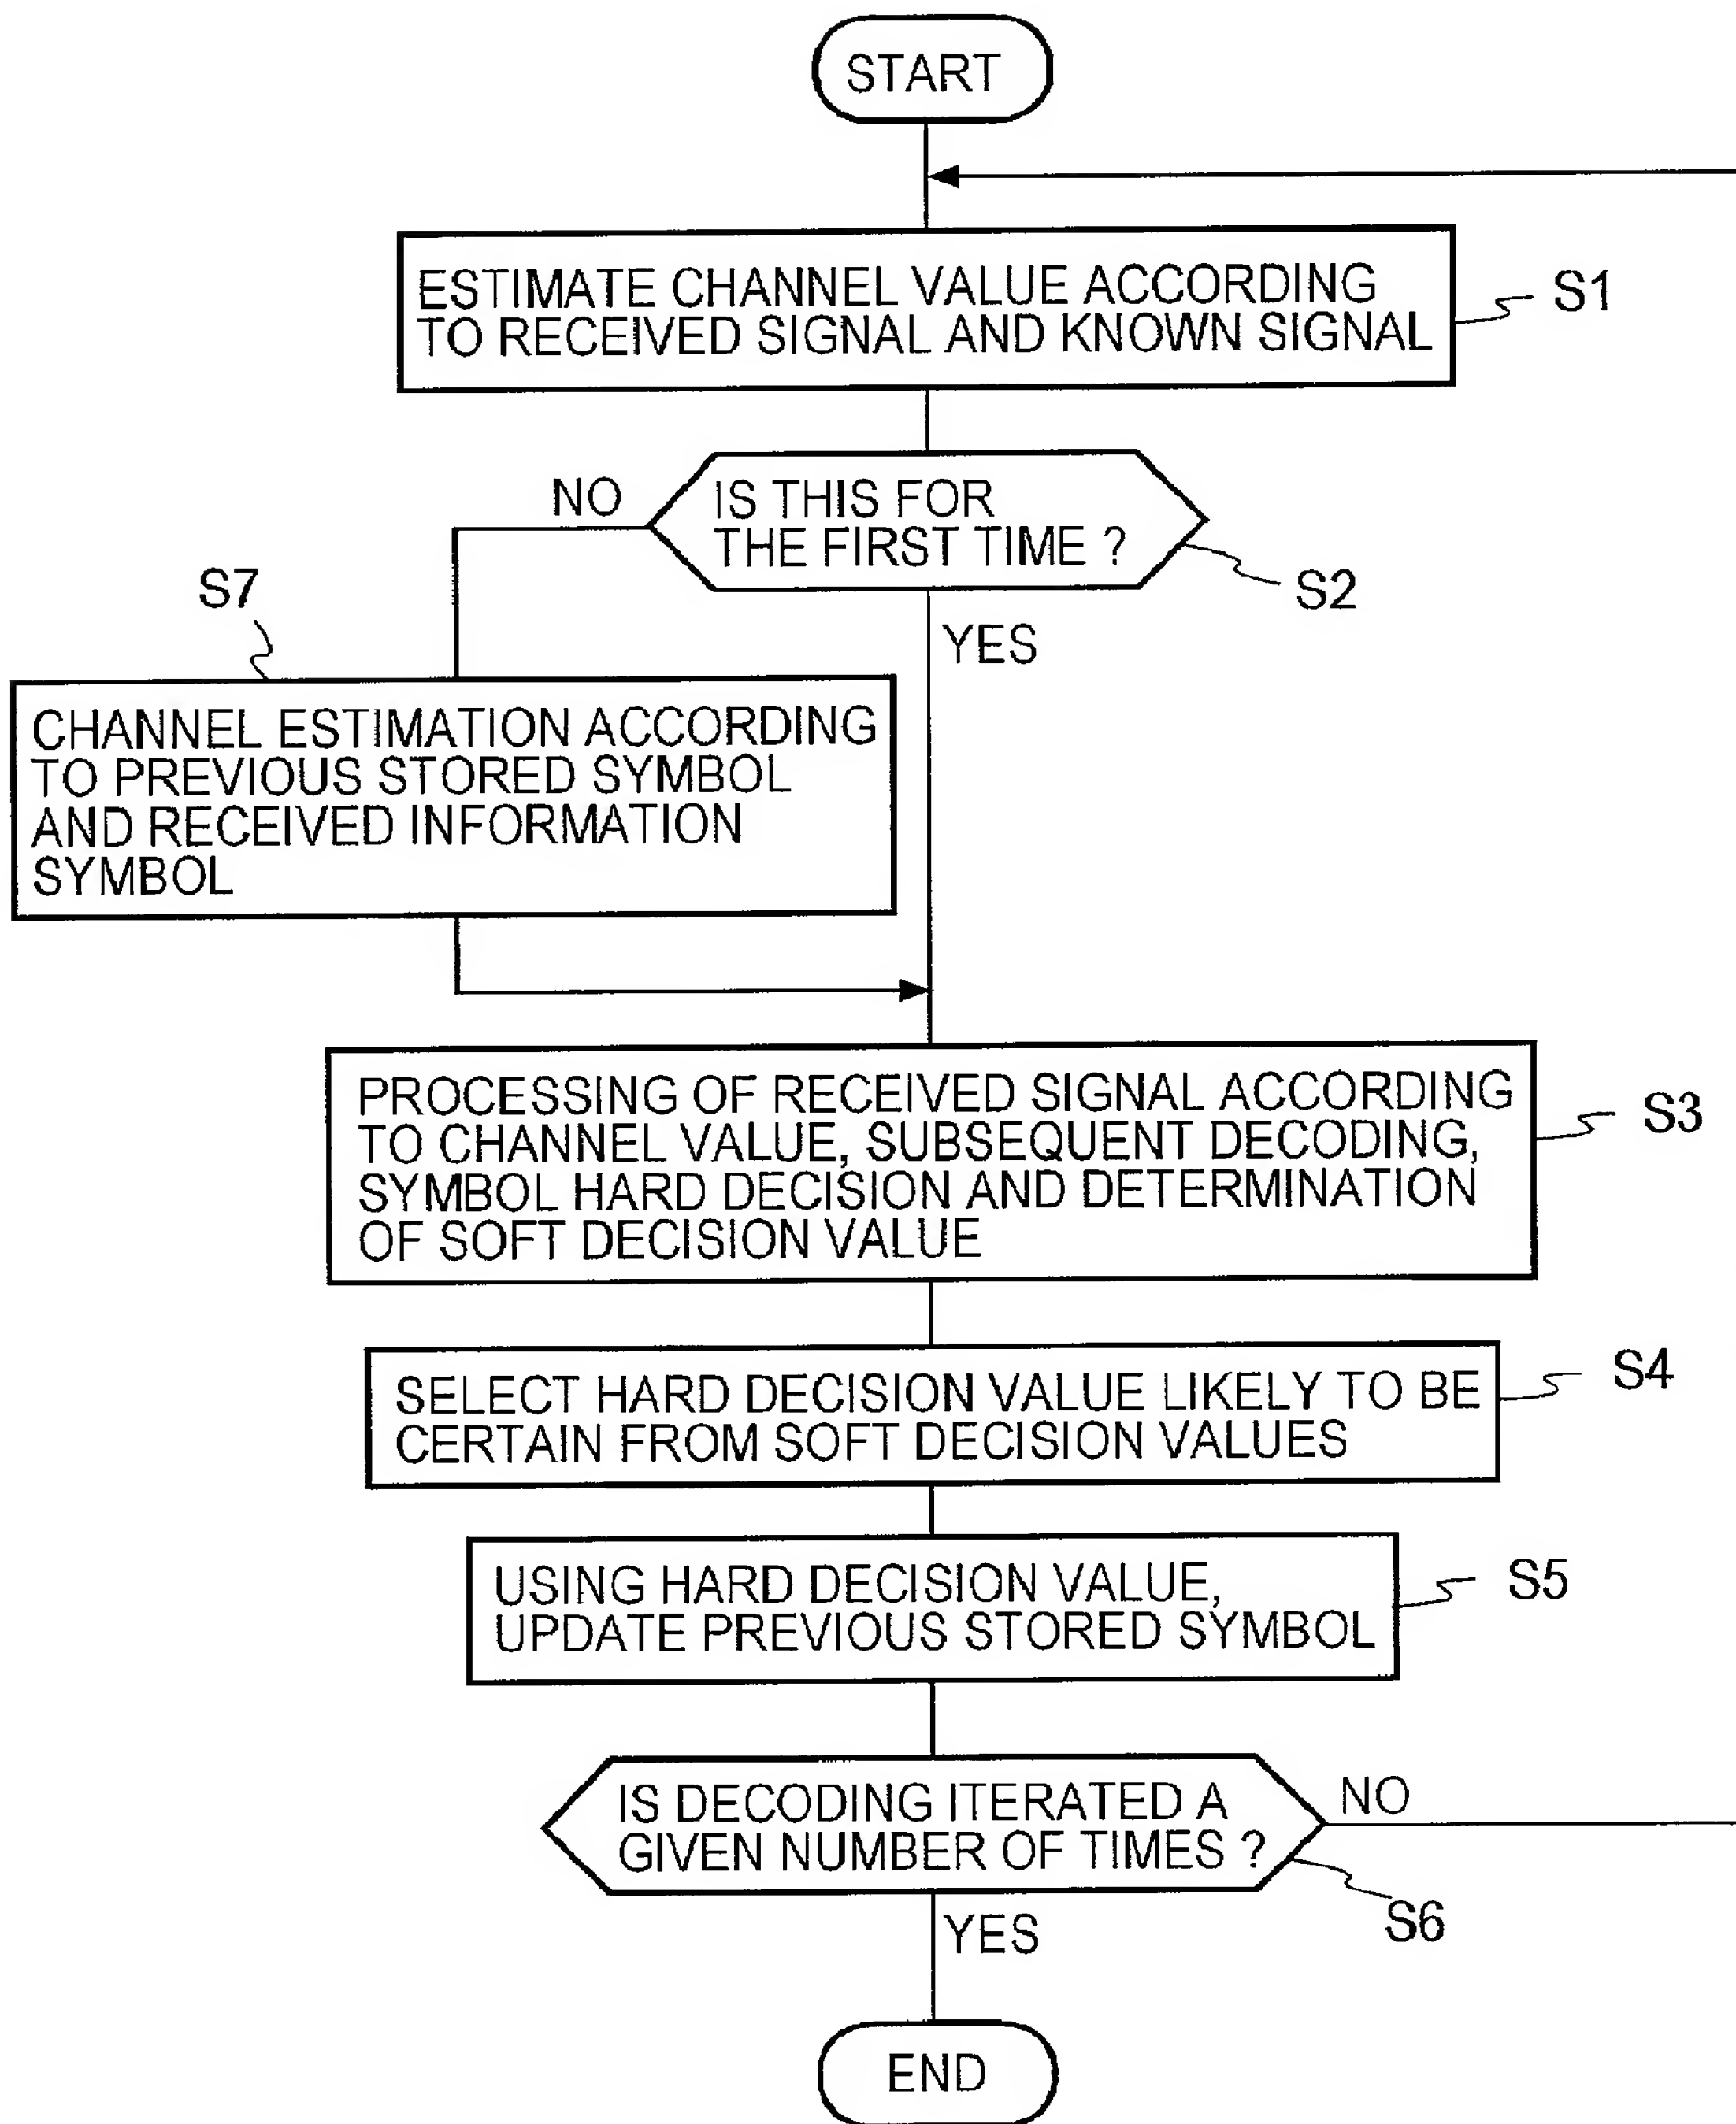 START
ESTIMATE CHANNEL VALUE ACCORDING
TO RECEIVED SIGNAL AND KNOWN SIGNAL
S1
NO
IS THIS FOR
THE FIRST TIME ?
S2
YES
S7
CHANNEL ESTIMATION ACCORDING
TO PREVIOUS STORED SYMBOL
AND RECEIVED INFORMATION
SYMBOL
PROCESSING OF RECEIVED SIGNAL ACCORDING
TO CHANNEL VALUE, SUBSEQUENT DECODING,
SYMBOL HARD DECISION AND DETERMINATION
OF SOFT DECISION VALUE
S3
SELECT HARD DECISION VALUE LIKELY TO BE
CERTAIN FROM SOFT DECISION VALUES
S4
USING HARD DECISION VALUE,
UPDATE PREVIOUS STORED SYMBOL
S5
IS DECODING ITERATED A
GIVEN NUMBER OF TIMES ?
NO
S6
YES
END